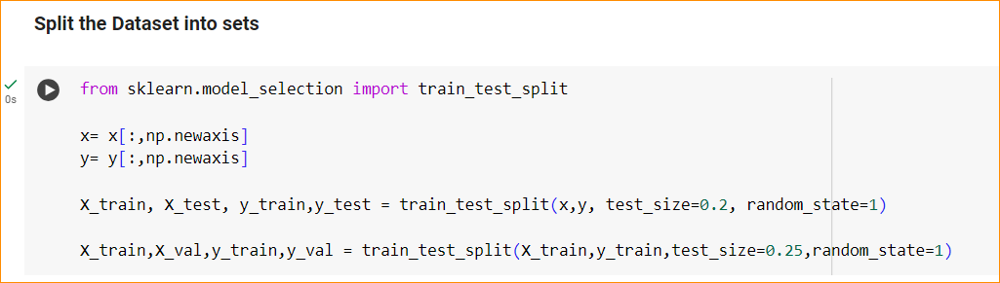 Split the Dataset into sets
0s
from sklearn.model_selection import train_test_split
x= x[:,np.newaxis]
y= y[:,np.newaxis]
X_train, X_test, y_train,y_test = train_test_split(x,y, test_size=0.2, random_state=1)
X_train,X_val,y_train,y_val = train_test_split(X_train,y_train,test_size=0.25,random_state=1)